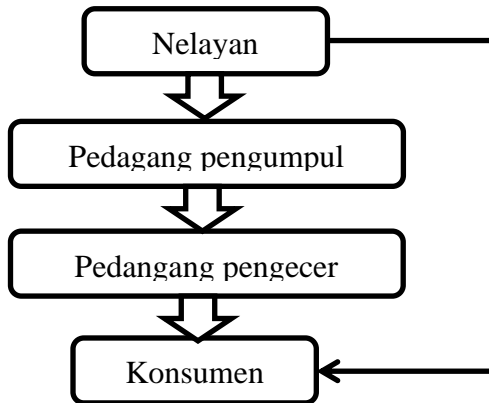 Nelayan
Pedagang pengumpul
Pedangang pengecer
Konsumen